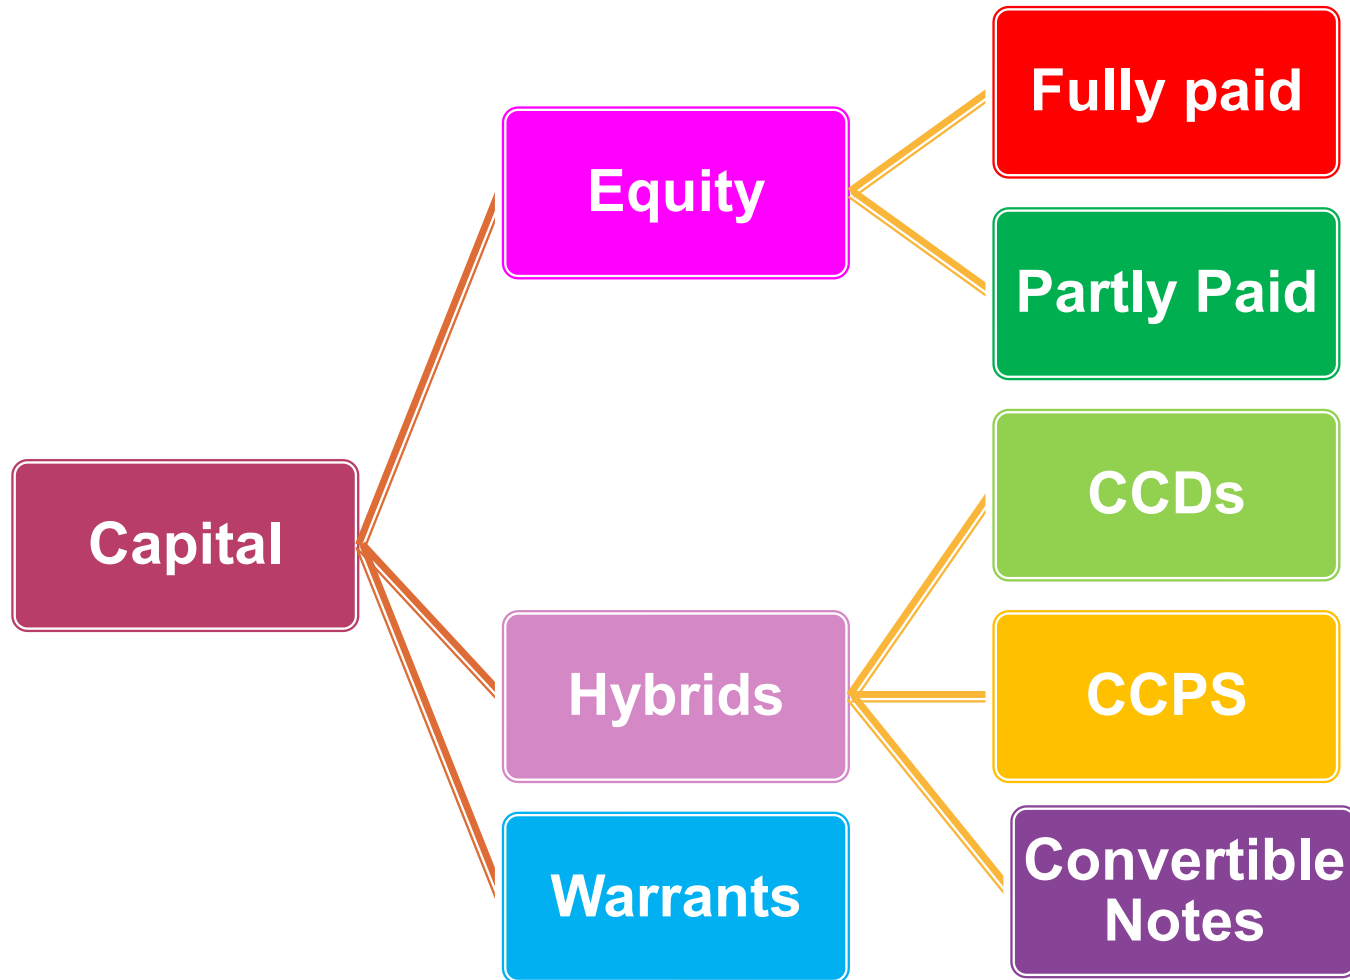 Capital
Equity
Fully paid
Partly Paid
Hybrids
CCDs
CCPS
Convertible
Notes
Warrants